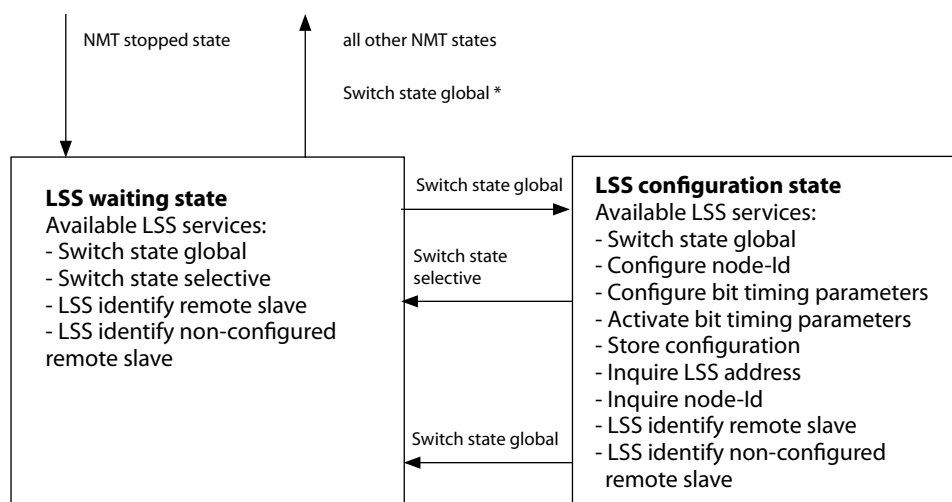 NMT stopped state
all other NMT states
Switch state global *
LSS waiting state
Available LSS services:
- Switch state global
- Switch state selective
- LSS identify remote slave
- LSS identify non-configured
remote slave
Switch state global
Switch state
selective
Switch state global
LSS configuration state
Available LSS services:
- Switch state global
- Configure node-Id
- Configure bit timing parameters
- Activate bit timing parameters
- Store configuration
- Inquire LSS address
- Inquire node-Id
- LSS identify remote slave
- LSS identify non-configured
remote slave